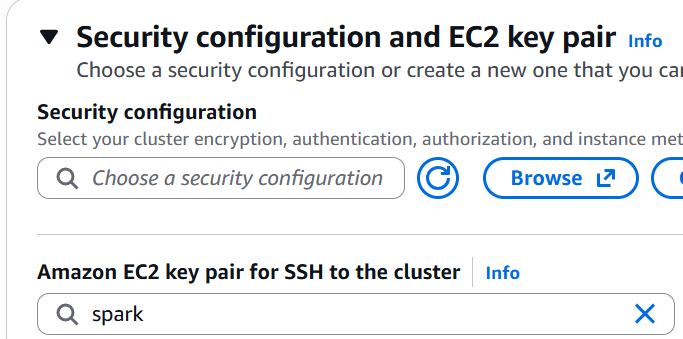 Security configuration and EC2 key pair Info
Choose a security configuration or create a new one that you
Security configuration
Select your cluster encryption, authentication, authorization, and instance
Choose a security configuration
Browse
Amazon EC2 key pair for SSH to the cluster Info
spark